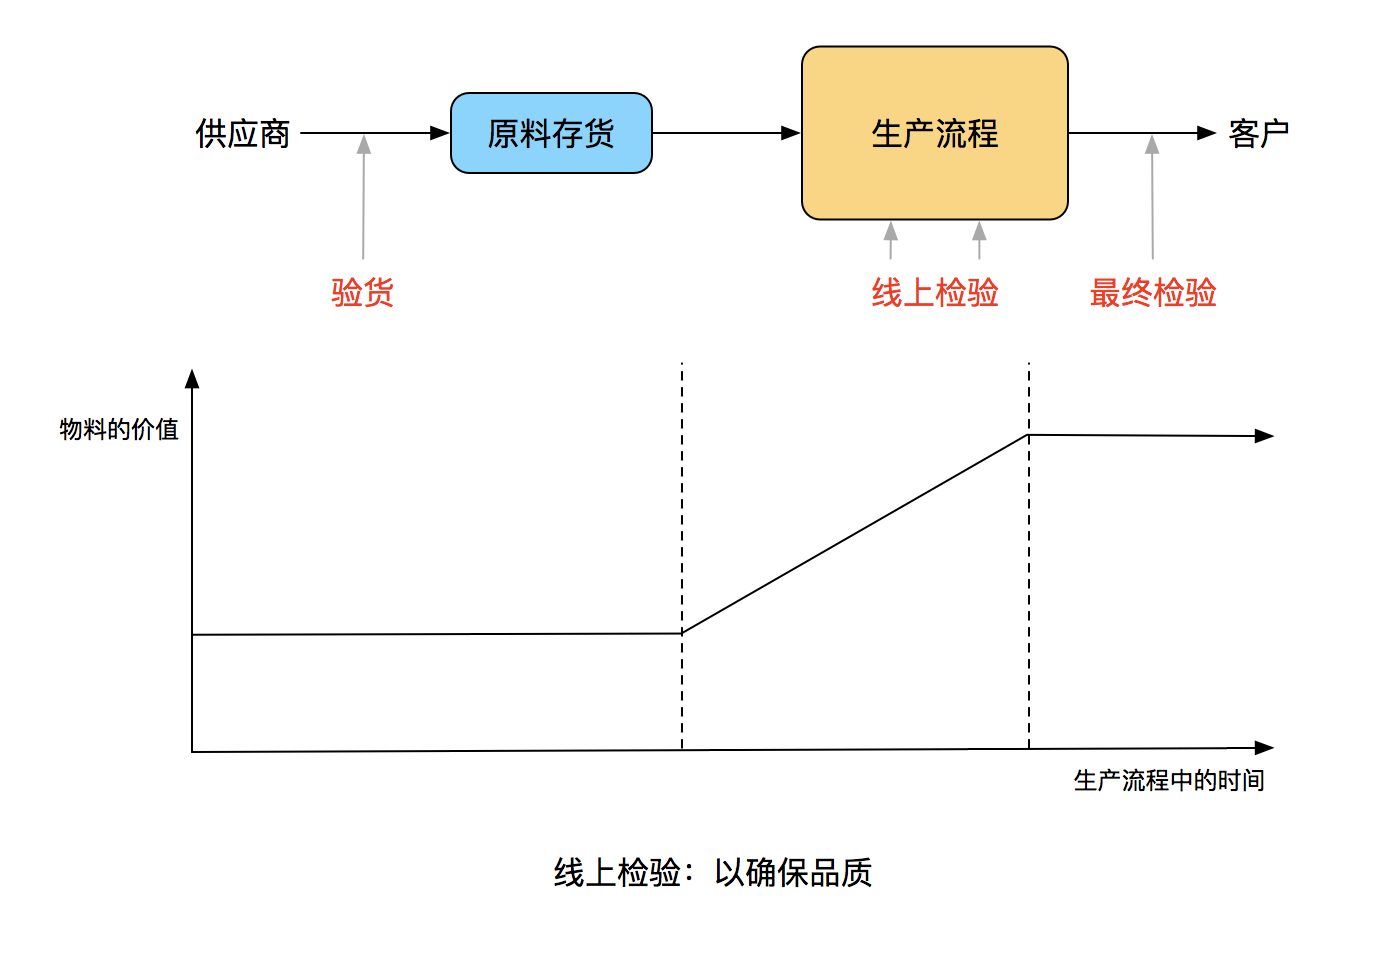 供应商
原料存货
生产流程
客户
验货
线上检验
最终检验
物料的价值
生产流程中的时间
线上检验：以确保品质